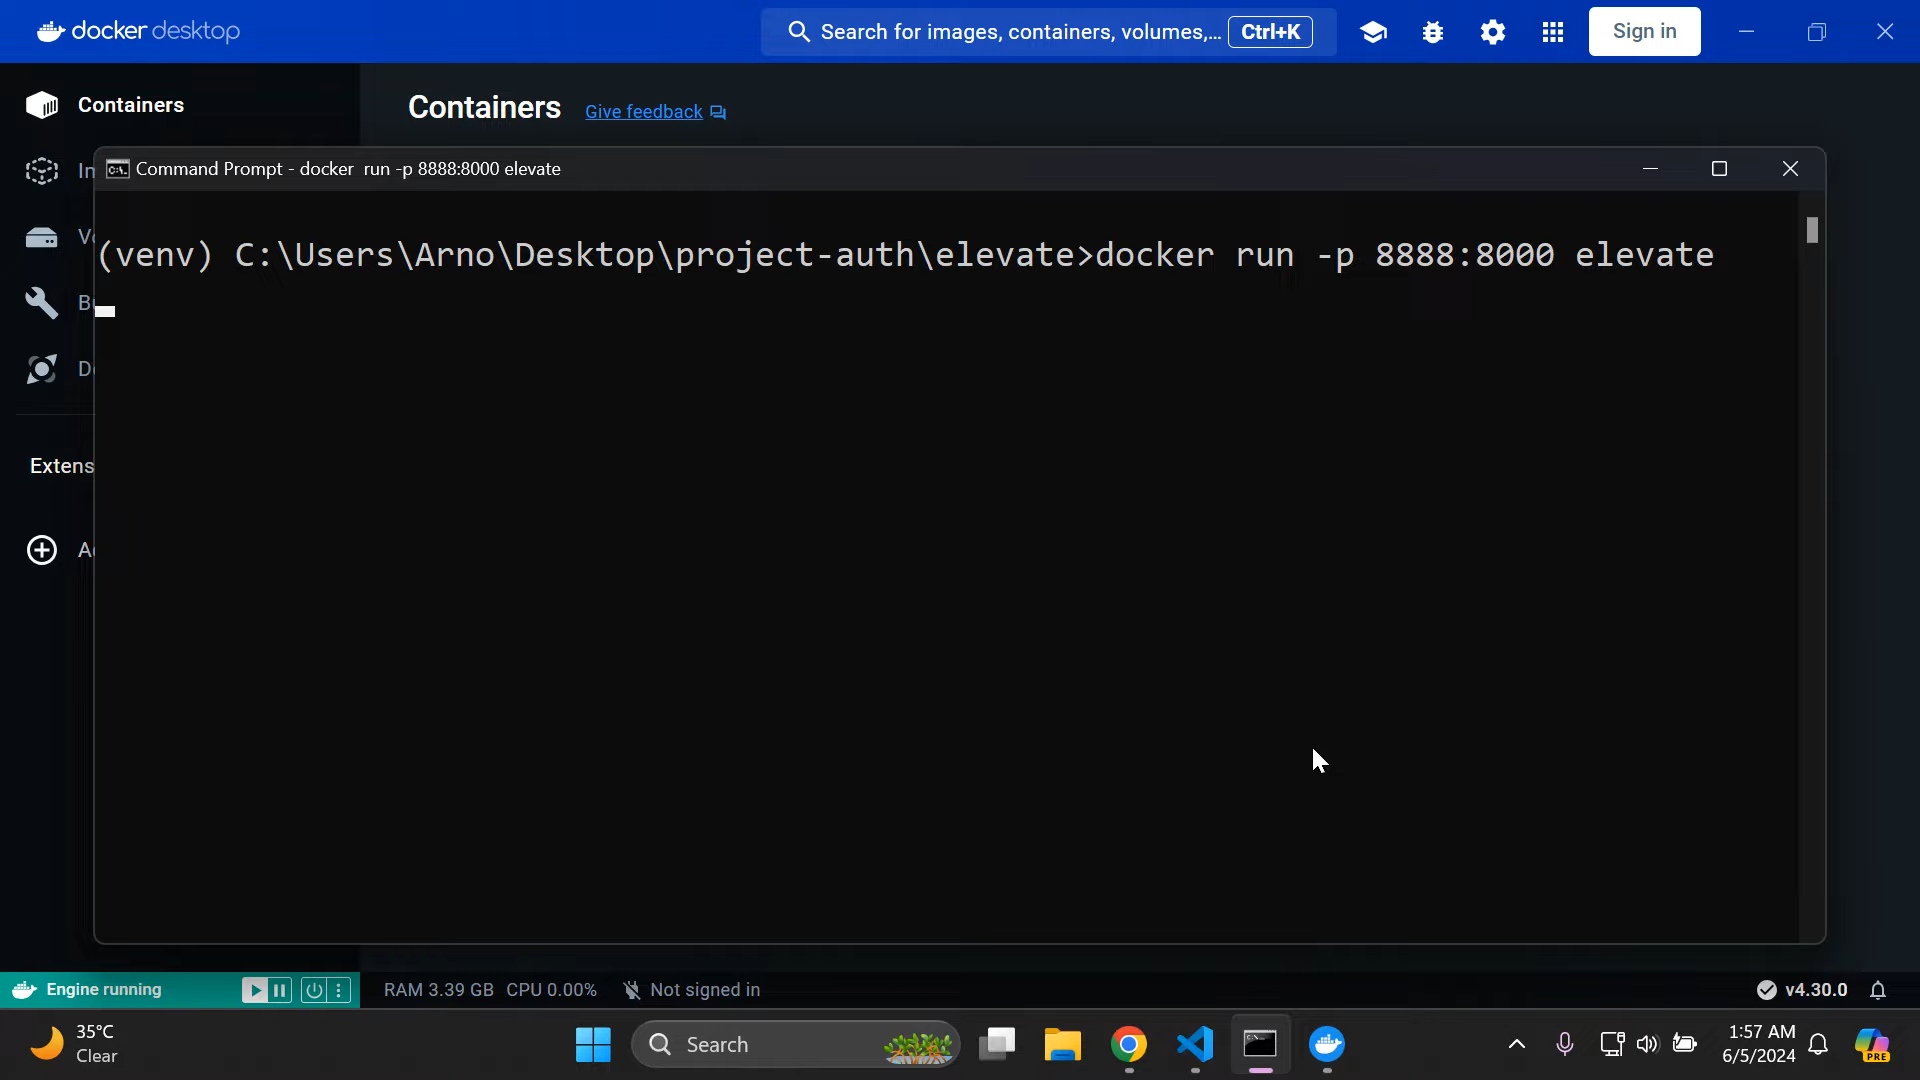 docker desktop
Search for images, containers, volumes,... Ctrl+K
Sign in
Containers
Containers Give feedback
Command Prompt - docker  run -p 8888:8000 elevate
(venv) C:\Users\Arno\Desktop\project-auth\elevate>docker run -p 8888:8000 elevate
Extens
Engine running
RAM 3.39 GB CPU 0.00%
Not signed in
v4.30.0
35°C
Clear
Search
1:57 AM
6/5/2024
PRE